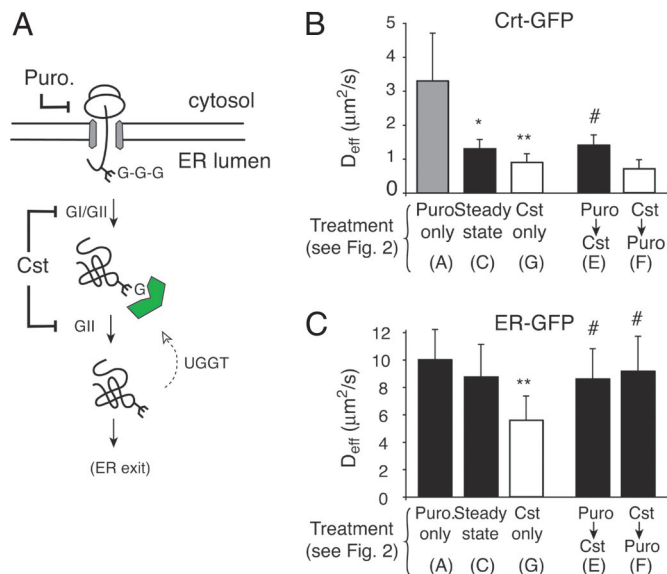 A
Puro.
cytosol
ER lumen
G-G-G
GI/GII
Cst
G
GII
UGGT
(ER exit)
B
Crt-GFP
D_eff (μm²/s)
5
4
3
2
1
0
*
**
#
Treatment
(see Fig. 2)
Puro Steady Cst Puro Cst
only state only Cst Puro
(A) (C) (G) (E) (F)
C
ER-GFP
D_eff (μm²/s)
12
10
8
6
4
2
0
**
#
#
Treatment
(see Fig. 2)
Puro. Steady Cst Puro Cst
only state only Cst Puro
(A) (C) (G) (E) (F)